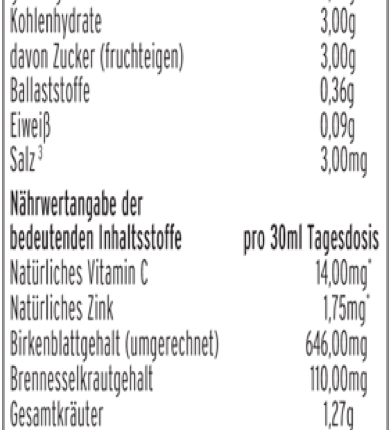 Kohlenhydrate 3,00g
davon Zucker (fruchteigen) 3,00g
Ballaststoffe 0,36g
Eiweiß 0,09g
Salz³ 3,00mg
Nährwertangabe der
bedeutenden Inhaltsstoffe pro 30ml Tagesdosis
Natürliches Vitamin C 14,00mg*
Natürliches Zink 1,75mg*
Birkenblattgehalt (umgerechnet) 646,00mg
Brennesselkrautgehalt 110,00mg
Gesamtkräuter 1,27g